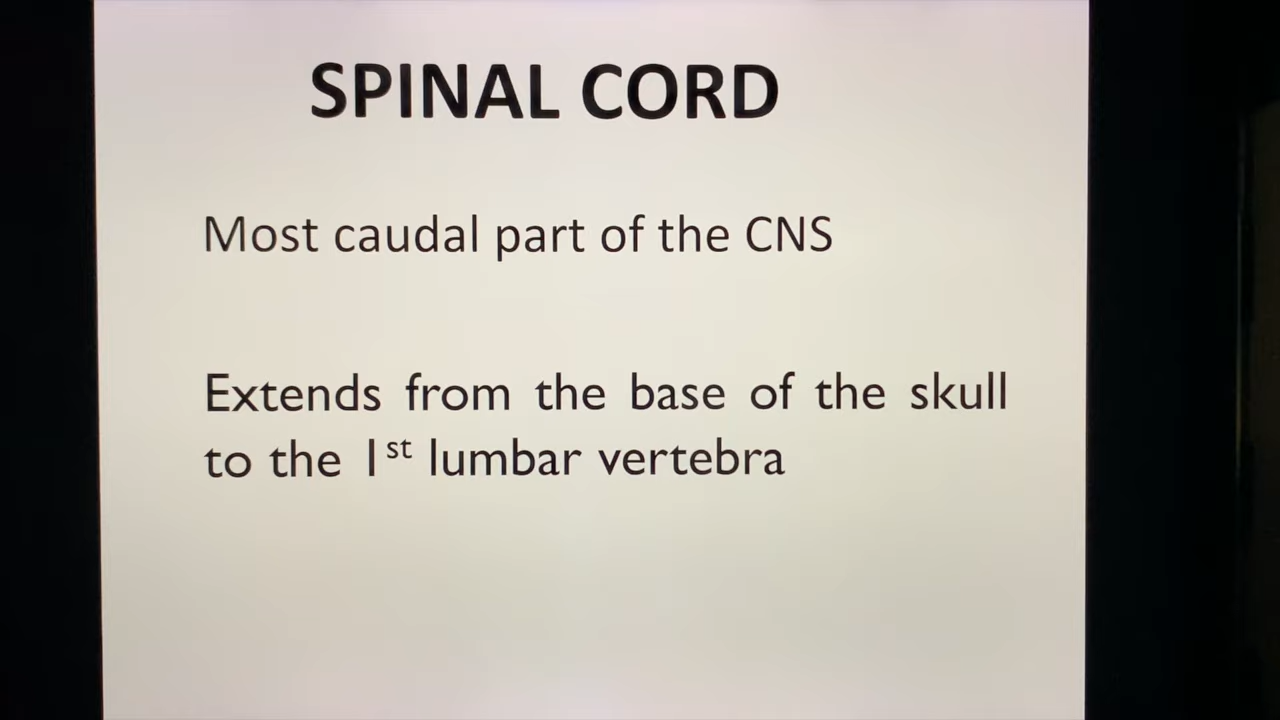 SPINAL CORD
Most caudal part of the CNS
Extends from the base of the skull
to the 1st lumbar vertebra